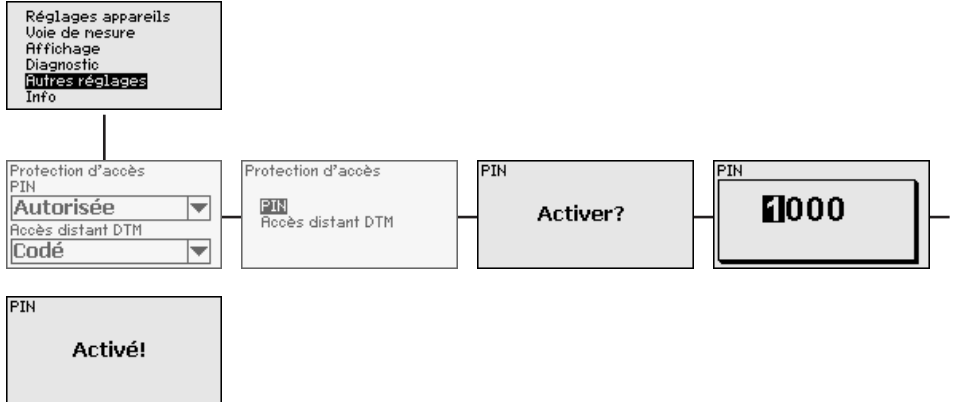 Réglages appareils
Voie de mesure
Affichage
Diagnostic
Autres réglages
Info
Protection d'accès
PIN
Autorisée
Accès distant DTM
Codé
Protection d'accès
PIN
Accès distant DTM
PIN
Activer?
PIN
1000
PIN
Activé!